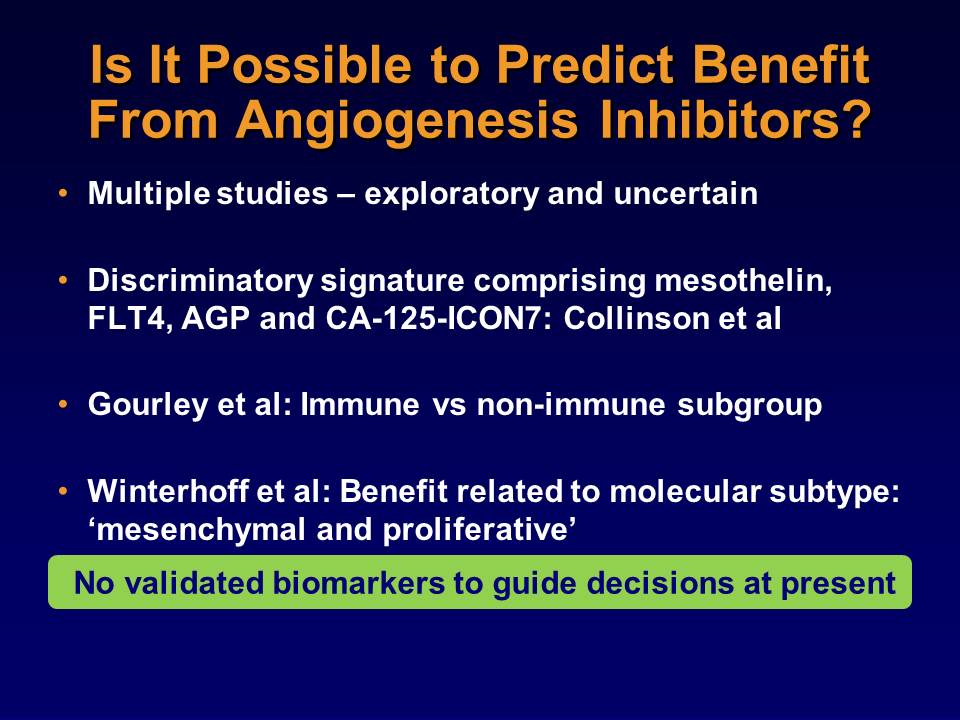 Is It Possible to Predict Benefit
From Angiogenesis Inhibitors?
• Multiple studies – exploratory and uncertain
• Discriminatory signature comprising mesothelin,
FLT4, AGP and CA-125-ICON7: Collinson et al
• Gourley et al: Immune vs non-immune subgroup
• Winterhoff et al: Benefit related to molecular subtype:
‘mesenchymal and proliferative’
No validated biomarkers to guide decisions at present